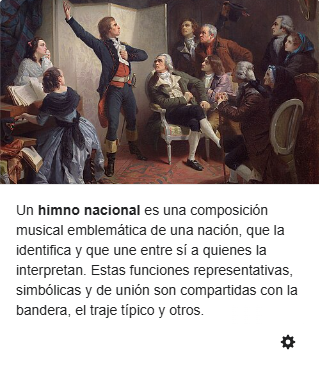 Un himno nacional es una composición
musical emblemática de una nación, que la
identifica y que une entre sí a quienes la
interpretan. Estas funciones representativas,
simbólicas y de unión son compartidas con la
bandera, el traje típico y otros.